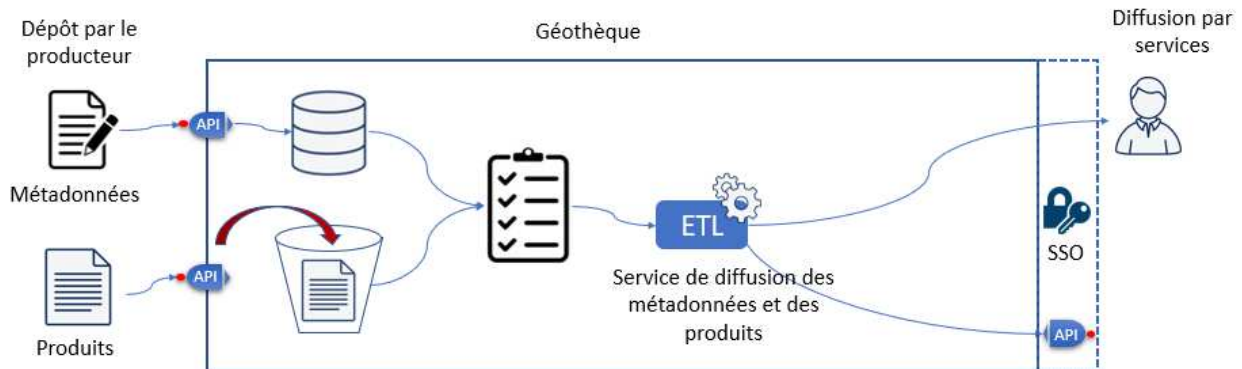 Dépôt par le
producteur
Géothèque
Diffusion par
services
API
Métadonnées
API
Produits
ETL
Service de diffusion des
métadonnées et des
produits
SSO
API